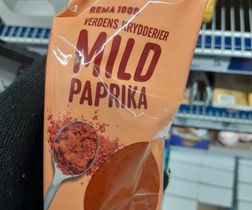 REMA 1000
VERDENS KRYDDERIER
MILD
PAPRIKA